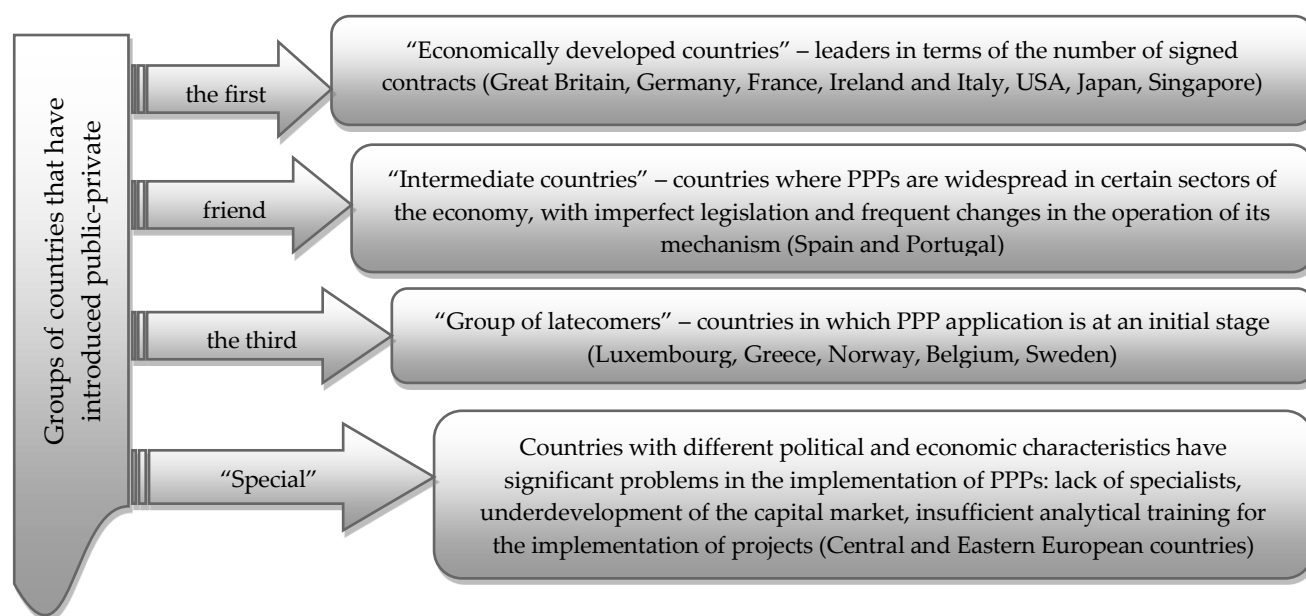 Groups of countries that have
introduced public-private
the first
“Economically developed countries” – leaders in terms of the number of signed
contracts (Great Britain, Germany, France, Ireland and Italy, USA, Japan, Singapore)
friend
“Intermediate countries” – countries where PPPs are widespread in certain sectors of
the economy, with imperfect legislation and frequent changes in the operation of its
mechanism (Spain and Portugal)
the third
“Group of latecomers” – countries in which PPP application is at an initial stage
(Luxembourg, Greece, Norway, Belgium, Sweden)
“Special”
Countries with different political and economic characteristics have
significant problems in the implementation of PPPs: lack of specialists,
underdevelopment of the capital market, insufficient analytical training for
the implementation of projects (Central and Eastern European countries)